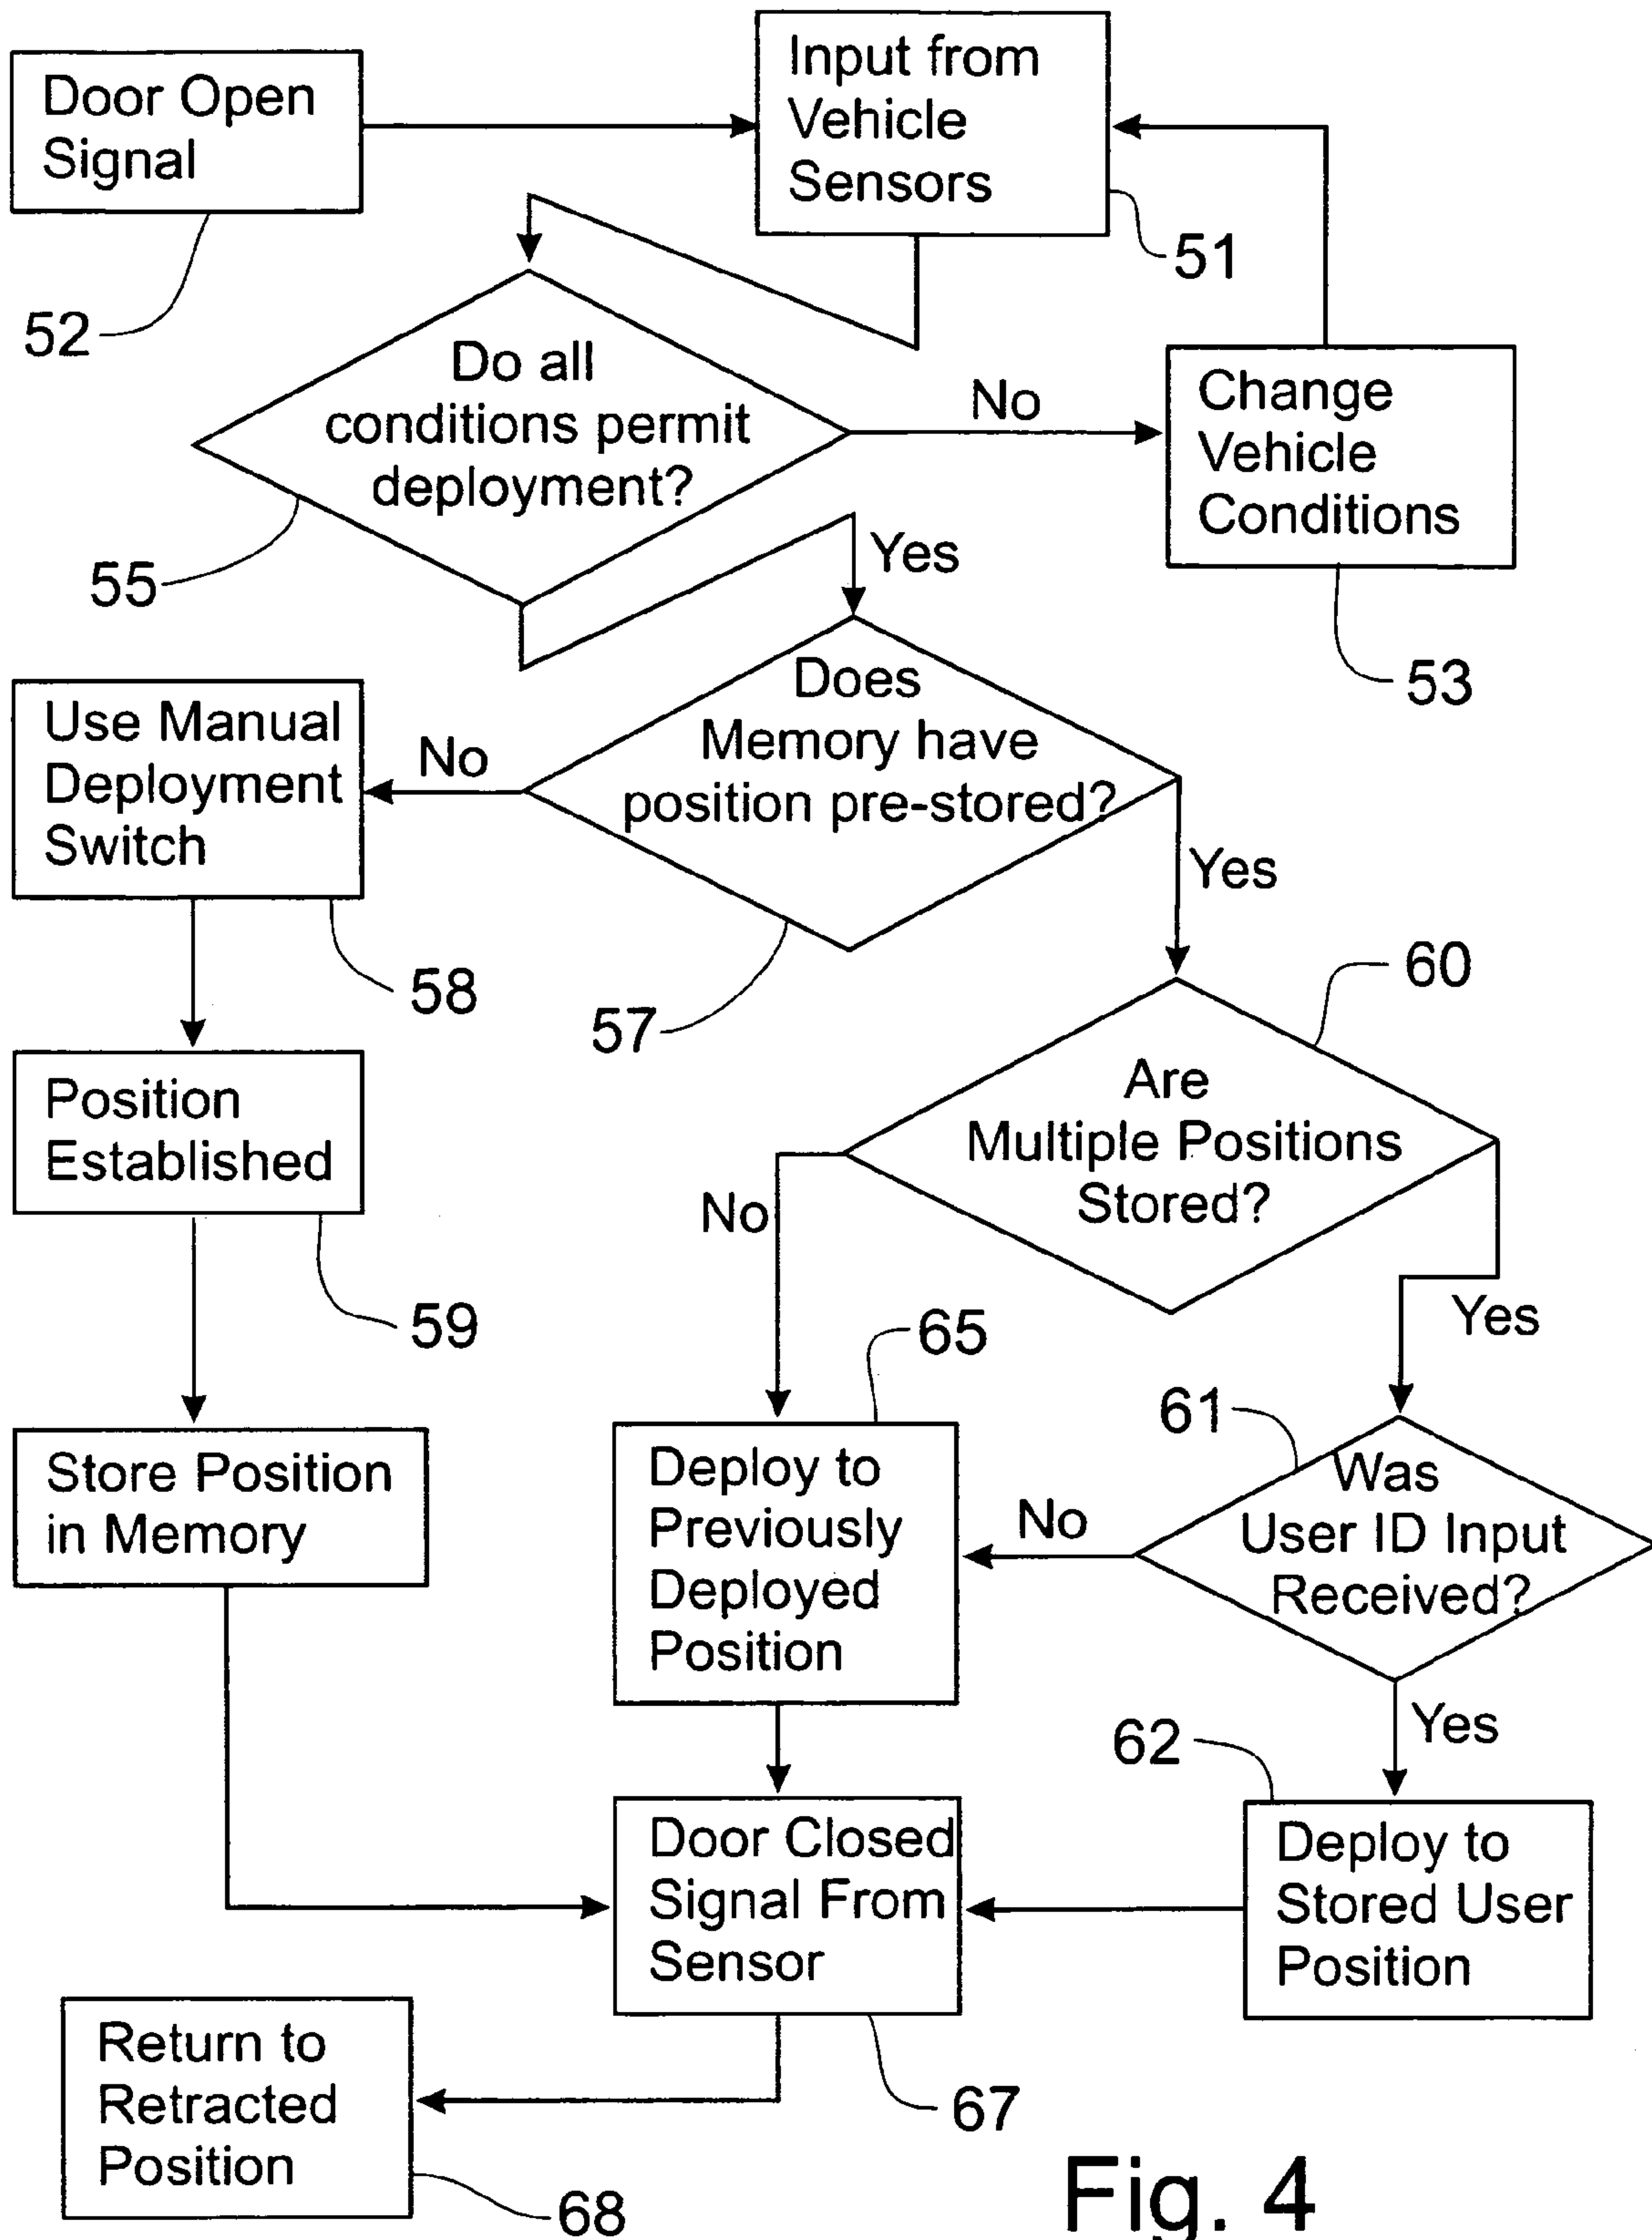 Door Open
Signal
52
Input from
Vehicle
Sensors
51
Do all
conditions permit
deployment?
55
No
Change
Vehicle
Conditions
53
Yes
Does
Memory have
position pre-stored?
57
No
Use Manual
Deployment
Switch
58
Yes
Position
Established
59
60
Are
Multiple Positions
Stored?
No
Yes
Store Position
in Memory
65
Deploy to
Previously
Deployed
Position
61
Was
User ID Input
Received?
No
Yes
62
Deploy to
Stored User
Position
Door Closed
Signal From
Sensor
67
Return to
Retracted
Position
68
Fig. 4